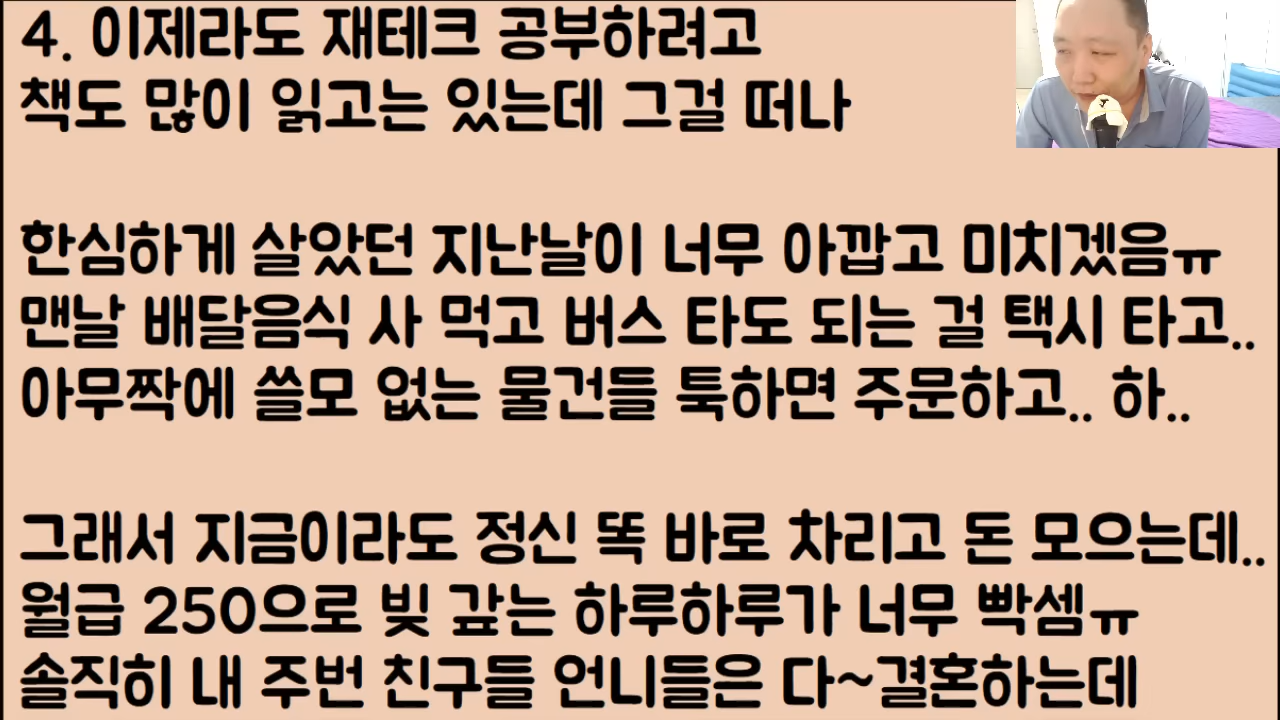 4. 이제라도 재테크 공부하려고
책도 많이 읽고는 있는데 그걸 떠나
한심하게 살았던 지난날이 너무 아깝고 미치겠음ㅠ
맨날 배달음식 사 먹고 버스 타도 되는 걸 택시 타고..
아무짝에 쓸모 없는 물건들 툭하면 주문하고.. 하..
그래서 지금이라도 정신 똑 바로 차리고 돈 모으는데..
월급 250으로 빚 갚는 하루하루가 너무 빡셈ㅠ
솔직히 내 주번 친구들 언니들은 다~결혼하는데